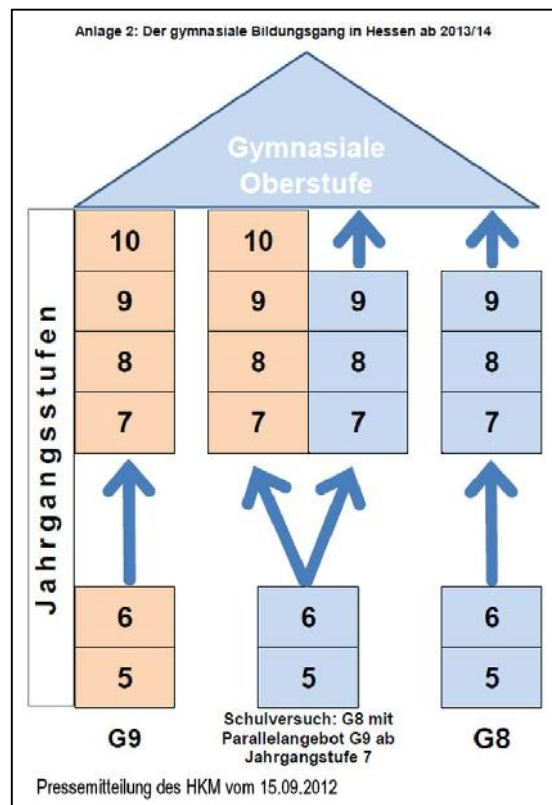 Anlage 2: Der gymnasiale Bildungsgang in Hessen ab 2013/14
Gymnasiale
Oberstufe
Jahrgangsstufen
10
9
8
7
6
5
G9
10
9
8
7
9
8
7
6
5
Schulversuch: G8 mit
Parallelangebot G9 ab
Jahrgangstufe 7
9
8
7
6
5
G8
Pressemitteilung des HKM vom 15.09.2012